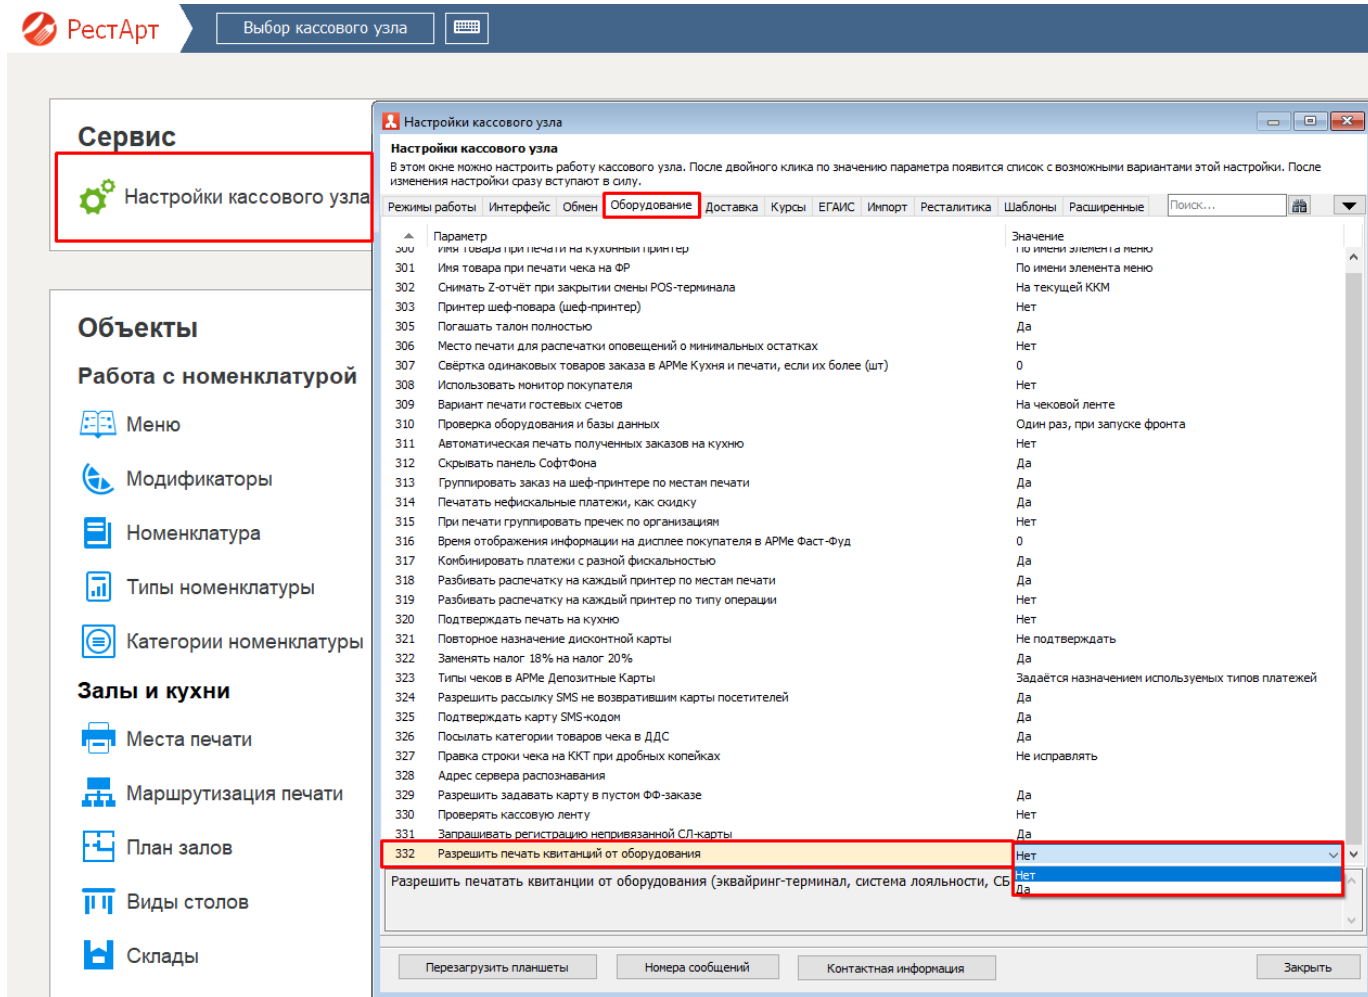 РестАрт
Выбор кассового узла
Сервис
Настройки кассового узла
Объекты
Работа с номенклатурой
Меню
Модификаторы
Номенклатура
Типы номенклатуры
Категории номенклатуры
Залы и кухни
Места печати
Маршрутизация печати
План залов
Виды столов
Склады
Настройки кассового узла
Настройки кассового узла
В этом окне можно настроить работу кассового узла. После двойного клика по значению параметра появится список с возможными вариантами этой настройки. После
изменения настройки сразу вступают в силу.
Режимы работы Интерфейс Обмен Оборудование Доставка Курсы ЕГАИС Импорт Ресталитика Шаблоны Расширенные Поиск...
Параметр Значение
300 Имя товара при печати на кухонный принтер По имени элемента меню
301 Имя товара при печати чека на ФР По имени элемента меню
302 Снимать Z-отчёт при закрытии смены POS-терминала На текущей ККМ
303 Принтер шеф-повара (шеф-принтер) Нет
305 Погашать талон полностью Да
306 Место печати для распечатки оповещений о минимальных остатках Нет
307 Свёртка одинаковых товаров заказа в АРМе Кухня и печати, если их более (шт) 0
308 Использовать монитор покупателя Нет
309 Вариант печати гостевых счетов На чековой ленте
310 Проверка оборудования и базы данных Один раз, при запуске фронта
311 Автоматическая печать полученных заказов на кухню Нет
312 Скрывать панель СофтФона Да
313 Группировать заказ на шеф-принтере по местам печати Да
314 Печатать нефискальные платежи, как скидку Да
315 При печати группировать пречек по организациям Нет
316 Время отображения информации на дисплее покупателя в АРМе Фаст-Фуд 0
317 Комбинировать платежи с разной фискальностью Да
318 Разбивать распечатку на каждый принтер по местам печати Да
319 Разбивать распечатку на каждый принтер по типу операции Нет
320 Подтверждать печать на кухню Нет
321 Повторное назначение дисконтной карты Не подтверждать
322 Заменять налог 18% на налог 20% Да
323 Типы чеков в АРМе Депозитные Карты Задаётся назначением используемых типов платежей
324 Разрешить рассылку SMS не возвратившим карты посетителей Да
325 Подтверждать карту SMS-кодом Да
326 Посылать категории товаров чека в ДДС Да
327 Правка строки чека на ККТ при дробных копейках Не исправлять
328 Адрес сервера распознавания
329 Разрешить задавать карту в пустом ФФ-заказе Да
330 Проверять кассовую ленту Нет
331 Запрашивать регистрацию непривязанной СЛ-карты Да
332 Разрешить печать квитанций от оборудования Нет
Нет
Да
Разрешить печатать квитанции от оборудования (эквайринг-терминал, система лояльности, СБ
Перезагрузить планшеты Номера сообщений Контактная информация Закрыть